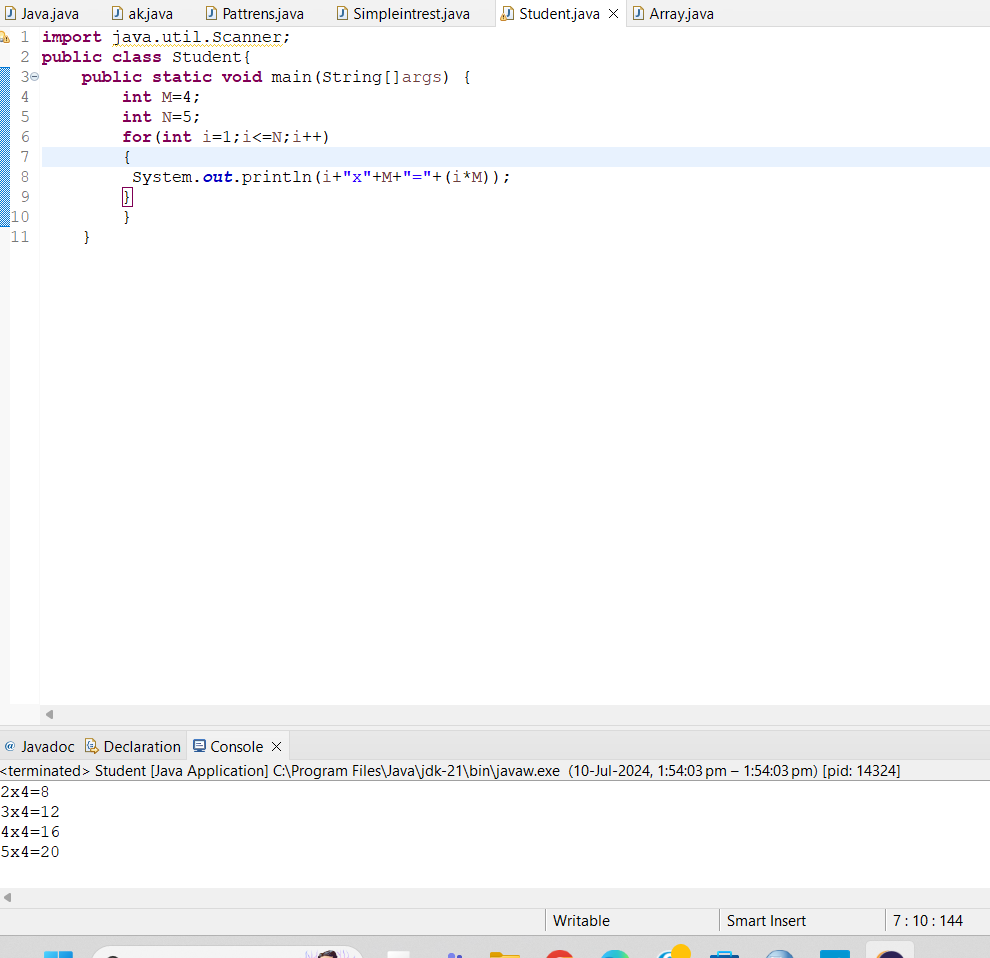 Java.java ak.java Pattrens.java Simpleintrest.java Student.java Array.java
1 import java.util.Scanner;
2 public class Student{
3 public static void main(String[]args) {
4 int M=4;
5 int N=5;
6 for(int i=1;i<=N;i++)
7 {
8 System.out.println(i+"x"+M+"="+(i*M));
9 }
10 }
11 }
@ Javadoc Declaration Console
<terminated> Student [Java Application] C:\Program Files\Java\jdk-21\bin\javaw.exe (10-Jul-2024, 1:54:03 pm – 1:54:03 pm) [pid: 14324]
2x4=8
3x4=12
4x4=16
5x4=20
Writable Smart Insert 7 : 10 : 144